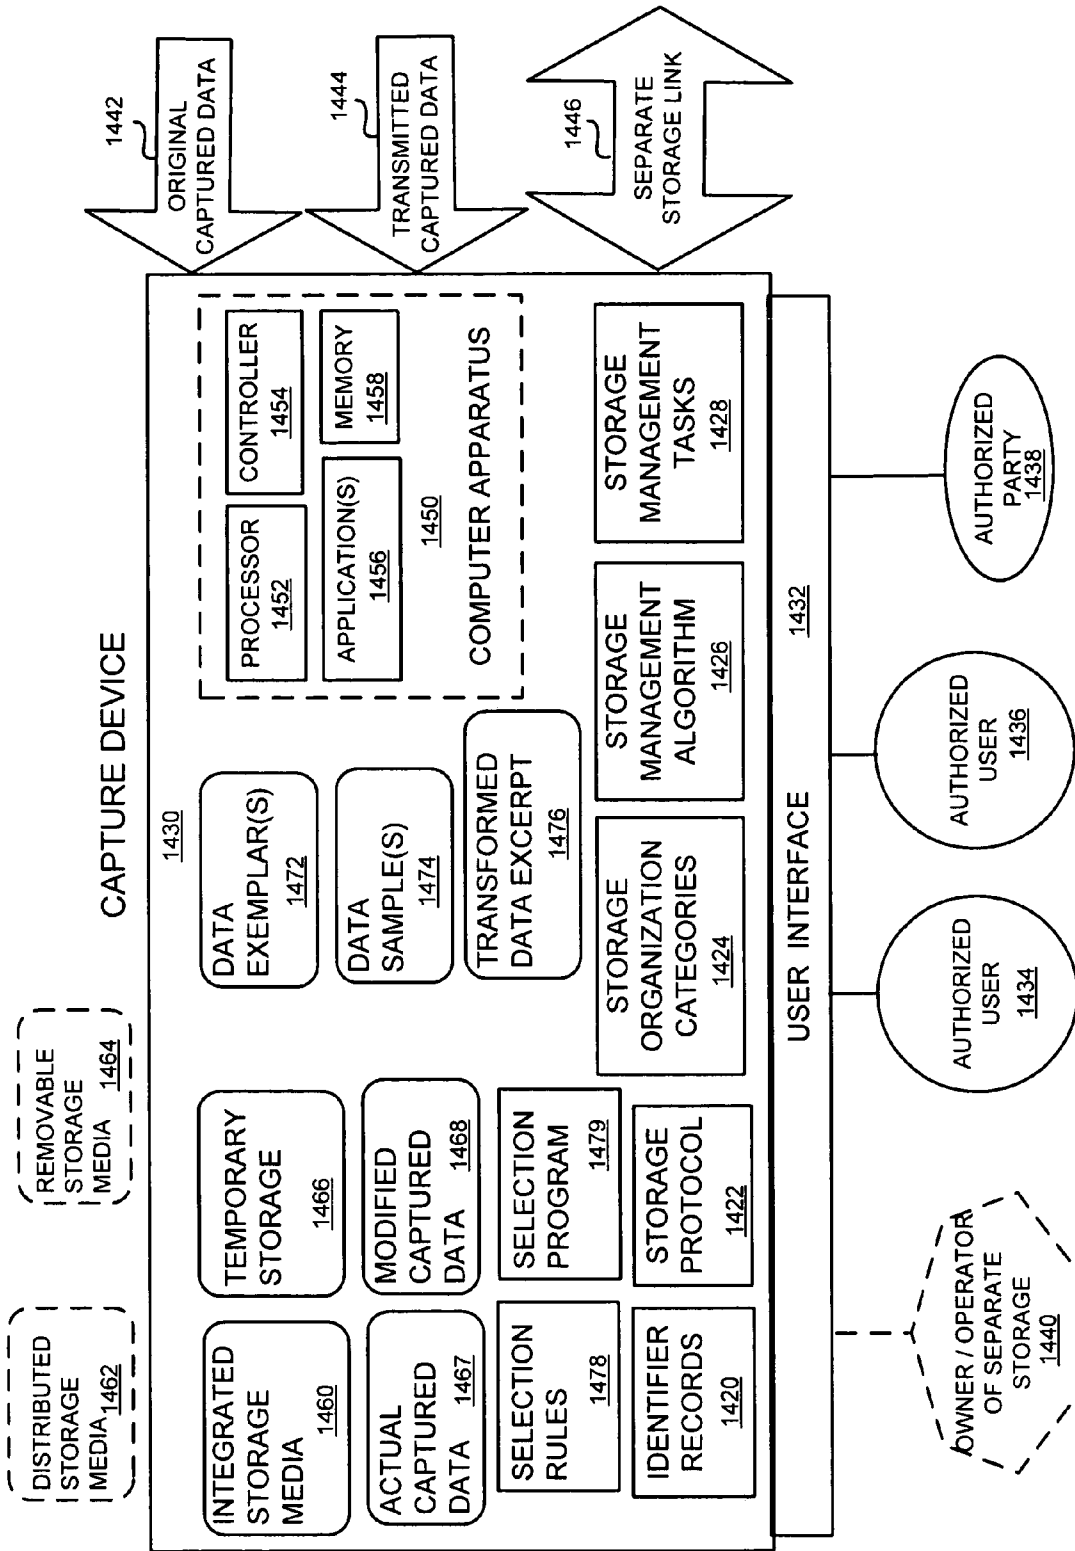 CAPTURE DEVICE
DISTRIBUTED
STORAGE
MEDIA 1462
REMOVABLE
STORAGE
MEDIA 1464
1430
INTEGRATED
STORAGE
MEDIA 1460
TEMPORARY
STORAGE
1466
DATA
EXEMPLAR(S)
1472
PROCESSOR
1452
CONTROLLER
1454
APPLICATION(S)
1456
MEMORY
1458
1450
COMPUTER APPARATUS
ACTUAL
CAPTURED
DATA 1467
MODIFIED
CAPTURED
DATA 1468
DATA
SAMPLE(S)
1474
TRANSFORMED
DATA EXCERPT
1476
SELECTION
RULES
1478
SELECTION
PROGRAM
1479
IDENTIFIER
RECORDS
1420
STORAGE
PROTOCOL
1422
STORAGE
ORGANIZATION
CATEGORIES
1424
STORAGE
MANAGEMENT
ALGORITHM
1426
STORAGE
MANAGEMENT
TASKS
1428
1442
ORIGINAL
CAPTURED DATA
1444
TRANSMITTED
CAPTURED DATA
1446
SEPARATE
STORAGE LINK
USER INTERFACE 1432
OWNER / OPERATOR
OF SEPARATE
STORAGE
1440
AUTHORIZED
USER
1434
AUTHORIZED
USER
1436
AUTHORIZED
PARTY
1438